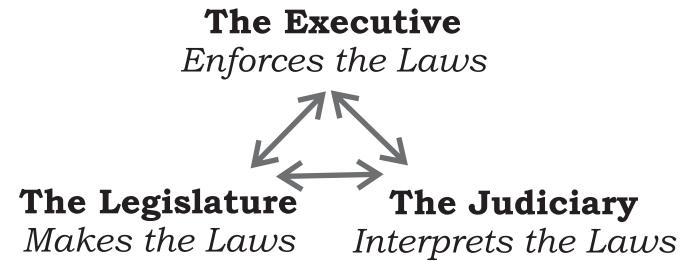 The Executive
Enforces the Laws
The Legislature
Makes the Laws
The Judiciary
Interprets the Laws